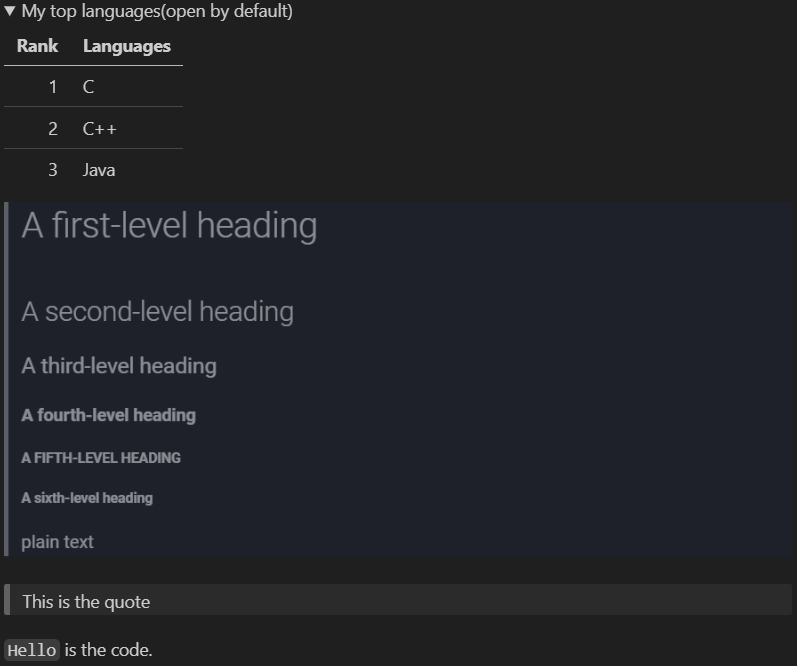 ▼ My top languages(open by default)
Rank Languages
1 C
2 C++
3 Java
A first-level heading
A second-level heading
A third-level heading
A fourth-level heading
A FIFTH-LEVEL HEADING
A sixth-level heading
plain text
This is the quote
Hello is the code.